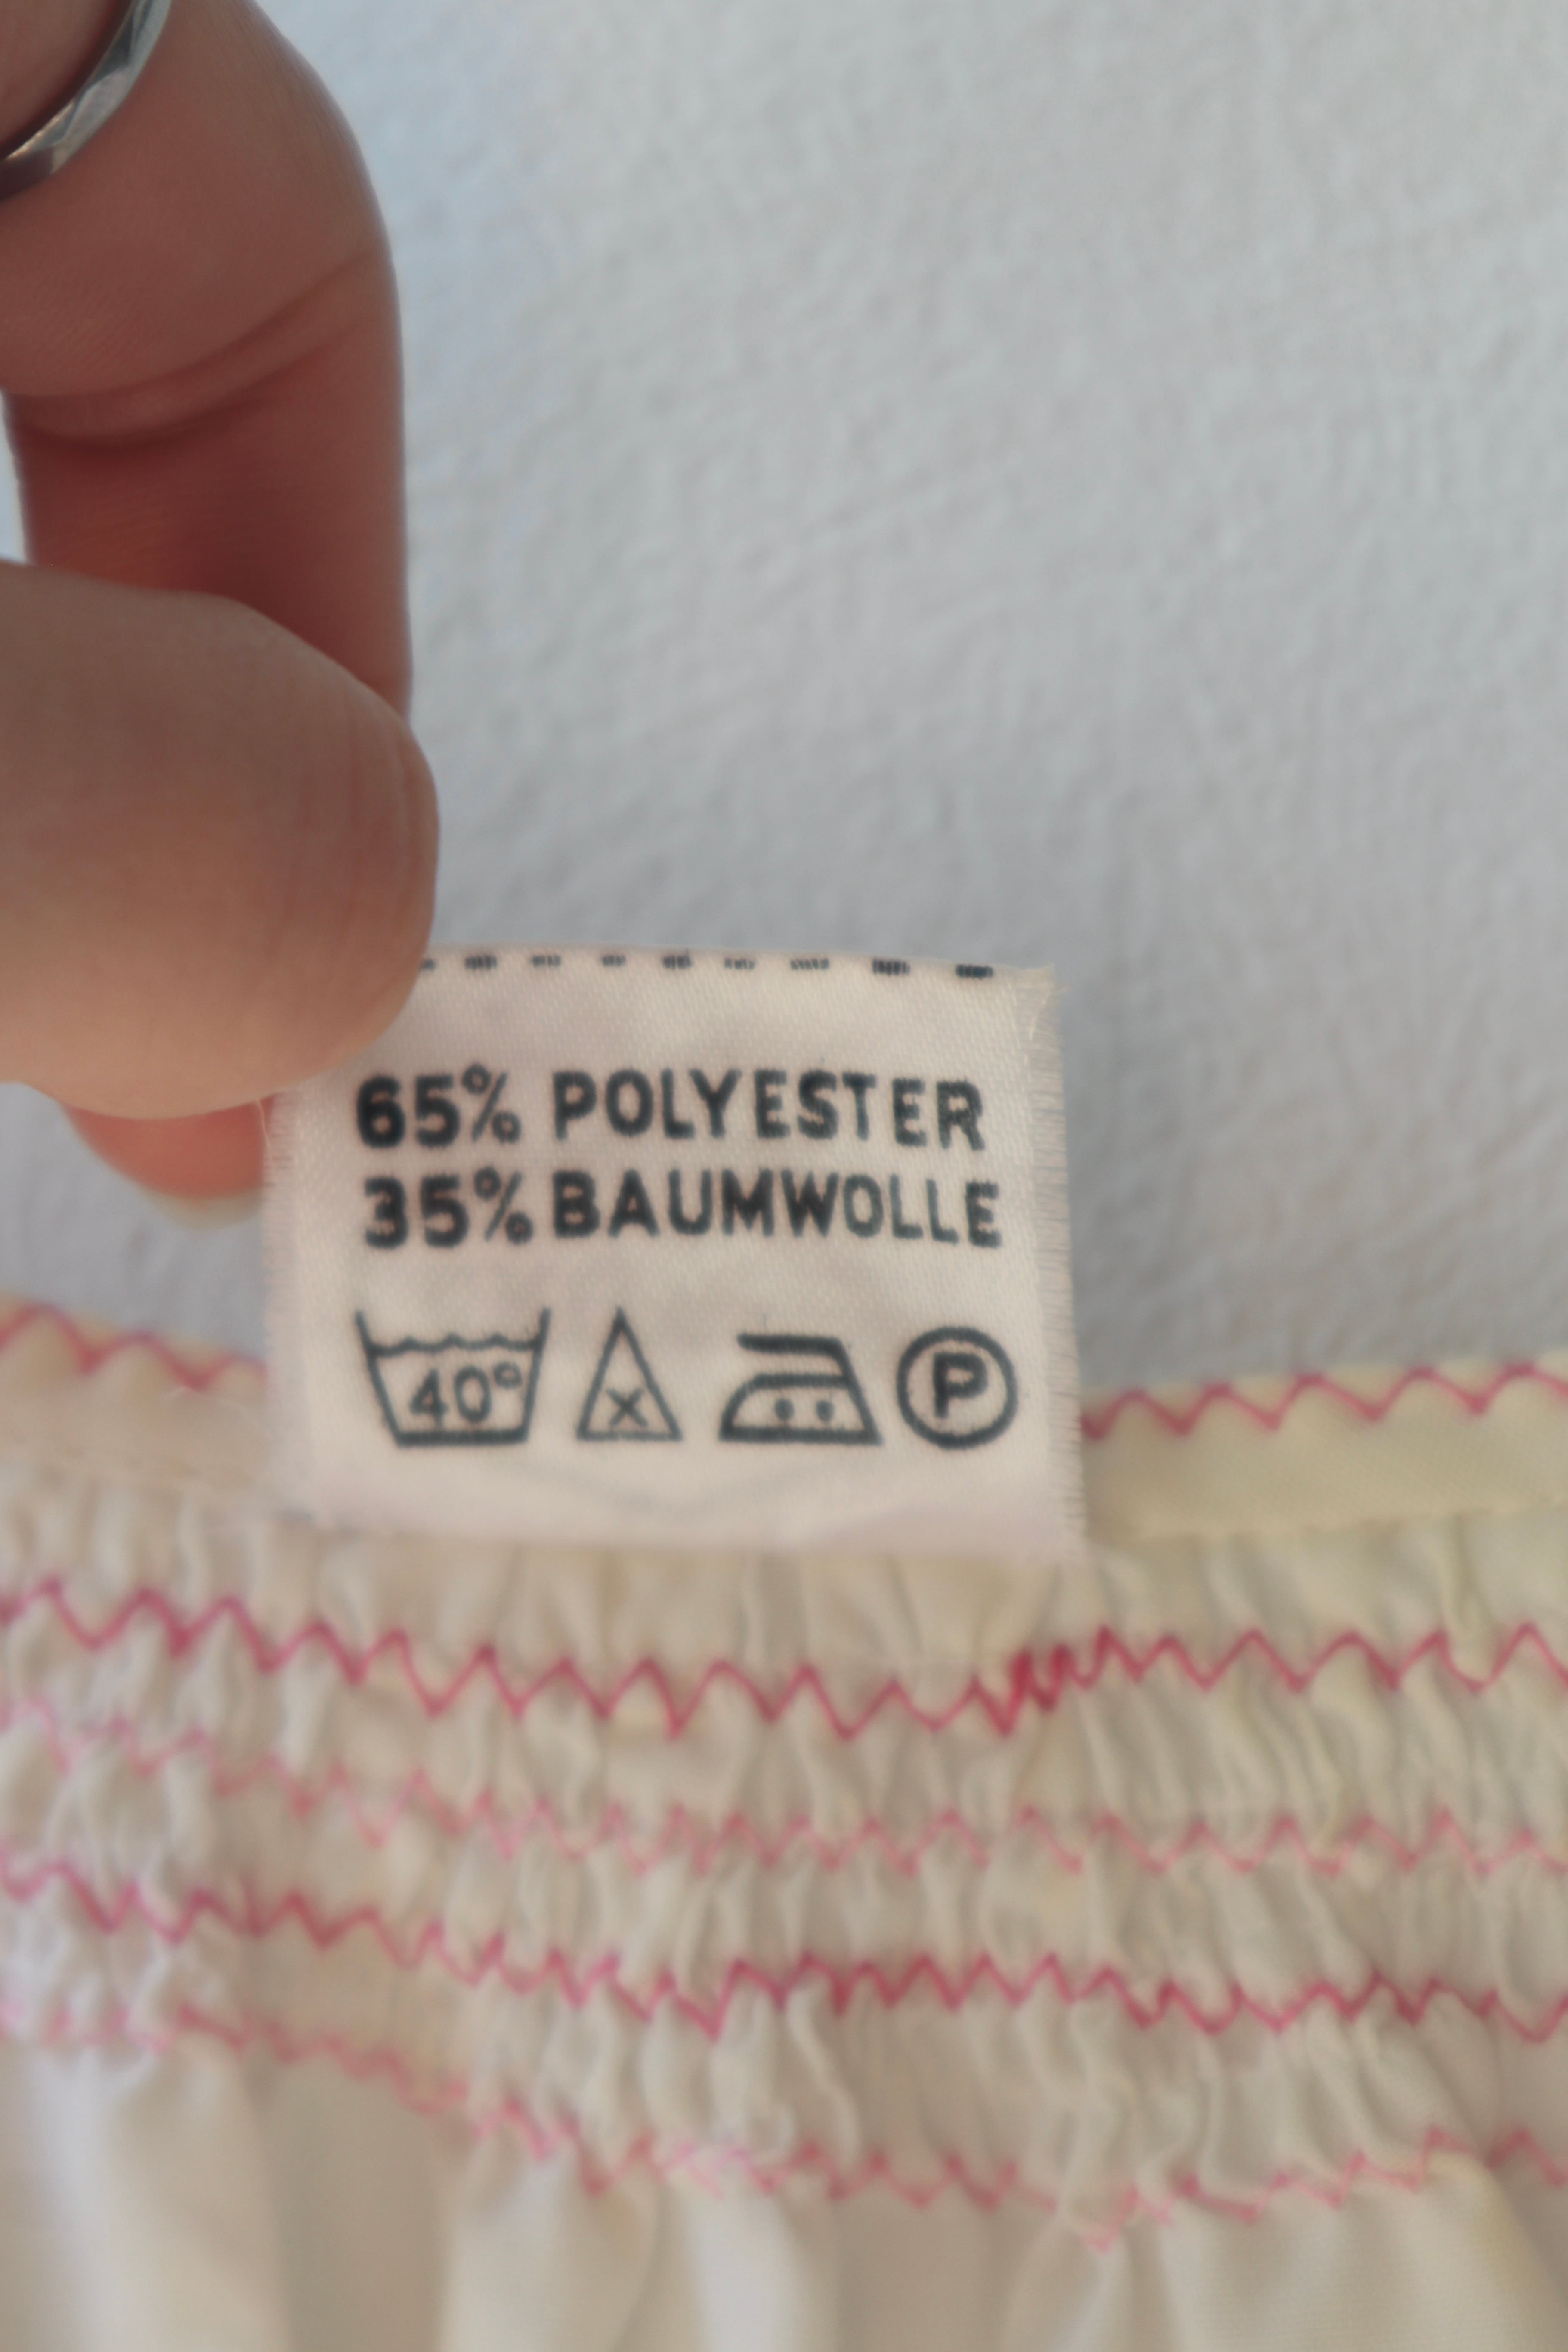 65% POLYESTER
35% BAUMWOLLE
40° X P